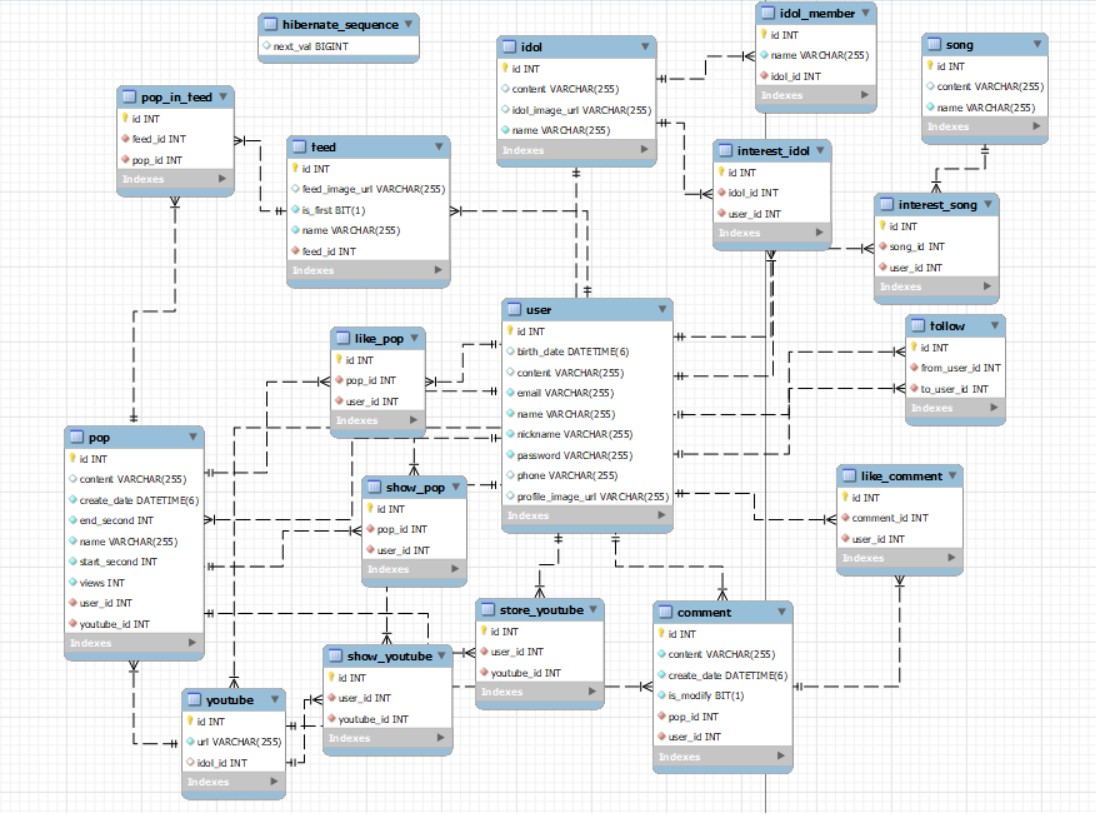 hibernate_sequence
next_val BIGINT
idol
id INT
content VARCHAR(255)
idol_image_url VARCHAR(255)
name VARCHAR(255)
Indexes
idol_member
id INT
name VARCHAR(255)
idol_id INT
Indexes
song
id INT
content VARCHAR(255)
name VARCHAR(255)
Indexes
pop_in_feed
id INT
feed_id INT
pop_id INT
Indexes
feed
id INT
feed_image_url VARCHAR(255)
is_first BIT(1)
name VARCHAR(255)
feed_id INT
Indexes
interest_idol
id INT
idol_id INT
user_id INT
Indexes
interest_song
id INT
song_id INT
user_id INT
Indexes
user
id INT
birth_date DATETIME(6)
content VARCHAR(255)
email VARCHAR(255)
name VARCHAR(255)
nickname VARCHAR(255)
password VARCHAR(255)
phone VARCHAR(255)
profile_image_url VARCHAR(255)
Indexes
like_pop
id INT
pop_id INT
user_id INT
Indexes
follow
id INT
from_user_id INT
to_user_id INT
Indexes
pop
id INT
content VARCHAR(255)
create_date DATETIME(6)
end_second INT
name VARCHAR(255)
start_second INT
views INT
user_id INT
youtube_id INT
Indexes
show_pop
id INT
pop_id INT
user_id INT
Indexes
like_comment
id INT
comment_id INT
user_id INT
Indexes
store_youtube
id INT
user_id INT
youtube_id INT
Indexes
comment
id INT
content VARCHAR(255)
create_date DATETIME(6)
is_modify BIT(1)
pop_id INT
user_id INT
Indexes
show_youtube
id INT
user_id INT
youtube_id INT
Indexes
youtube
id INT
url VARCHAR(255)
idol_id INT
Indexes